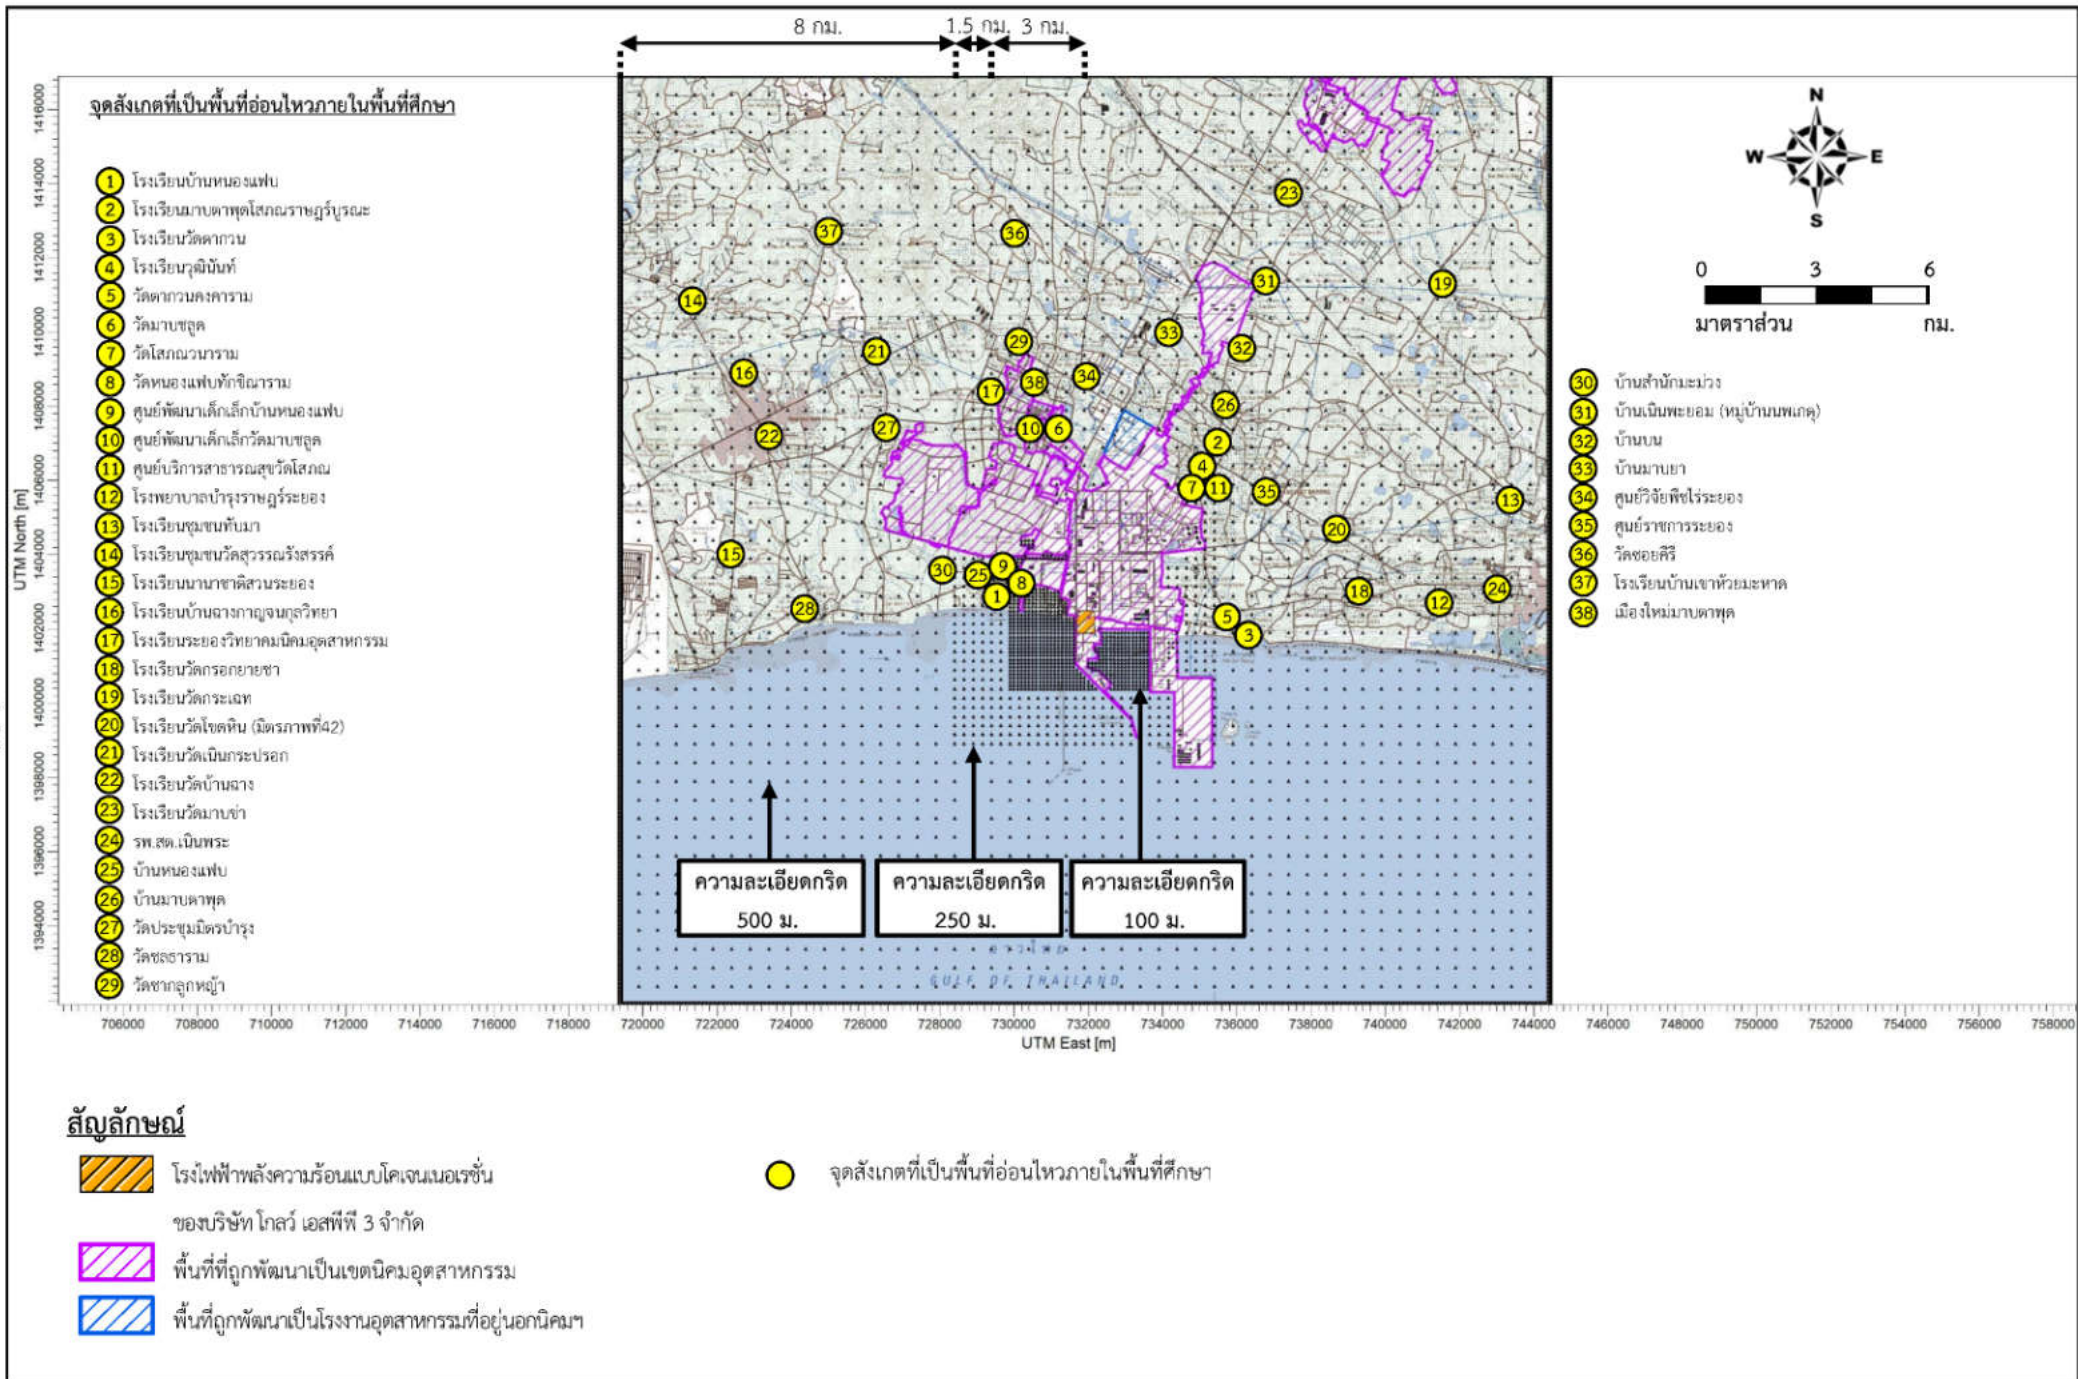 8 กม.
1.5 กม.
3 กม.
จุดสังเกตที่เป็นพื้นที่อ่อนไหวภายในพื้นที่ศึกษา
1 โรงเรียนบ้านหนองแฟบ
2 โรงเรียนมาบตาพุดโสภณราษฎร์บูรณะ
3 โรงเรียนวัดตากวน
4 โรงเรียนวุฒินันท์
5 วัดตากวนคงคาราม
6 วัดมาบชลูด
7 วัดโสภณวนาราม
8 วัดหนองแฟบทักขิณาราม
9 ศูนย์พัฒนาเด็กเล็กบ้านหนองแฟบ
10 ศูนย์พัฒนาเด็กเล็กวัดมาบชลูด
11 ศูนย์บริการสาธารณสุขวัดโสภณ
12 โรงพยาบาลบำรุงราษฎร์ระยอง
13 โรงเรียนชุมชนทับมา
14 โรงเรียนชุมชนวัดสุวรรณรังสรรค์
15 โรงเรียนนานาชาติสวนระยอง
16 โรงเรียนบ้านฉางกาญจนกุลวิทยา
17 โรงเรียนระยองวิทยาคมนิคมอุตสาหกรรม
18 โรงเรียนวัดกรอกยายชา
19 โรงเรียนวัดกระเฉท
20 โรงเรียนวัดโขดหิน (มิตรภาพที่42)
21 โรงเรียนวัดเนินกระปรอก
22 โรงเรียนวัดบ้านฉาง
23 โรงเรียนวัดมาบข่า
24 รพ.สต.เนินพระ
25 บ้านหนองแฟบ
26 บ้านมาบตาพุด
27 วัดประชุมมิตรบำรุง
28 วัดชลธาราม
29 วัดชากลูกหญ้า
N
W E
S
0 3 6
มาตราส่วน กม.
30 บ้านสำนักมะม่วง
31 บ้านเนินพะยอม (หมู่บ้านนพเกตุ)
32 บ้านบน
33 บ้านมาบยา
34 ศูนย์วิจัยพืชไร่ระยอง
35 ศูนย์ราชการระยอง
36 วัดซอยคีรี
37 โรงเรียนบ้านเขาห้วยมะหาด
38 เมืองใหม่มาบตาพุด
ความละเอียดกริด
500 ม.
ความละเอียดกริด
250 ม.
ความละเอียดกริด
100 ม.
อ่าวไทย
GULF OF THAILAND
UTM North [m]
1416000
1414000
1412000
1410000
1408000
1406000
1404000
1402000
1400000
1398000
1396000
1394000
706000 708000 710000 712000 714000 716000 718000 720000 722000 724000 726000 728000 730000 732000 734000 736000 738000 740000 742000 744000 746000 748000 750000 752000 754000 756000 758000
UTM East [m]
สัญลักษณ์
โรงไฟฟ้าพลังความร้อนแบบโคเจนเนอเรชั่น
ของบริษัท โกลว์ เอสพีพี 3 จำกัด
จุดสังเกตที่เป็นพื้นที่อ่อนไหวภายในพื้นที่ศึกษา
พื้นที่ที่ถูกพัฒนาเป็นเขตนิคมอุตสาหกรรม
พื้นที่ถูกพัฒนาเป็นโรงงานอุตสาหกรรมที่อยู่นอกนิคมฯ